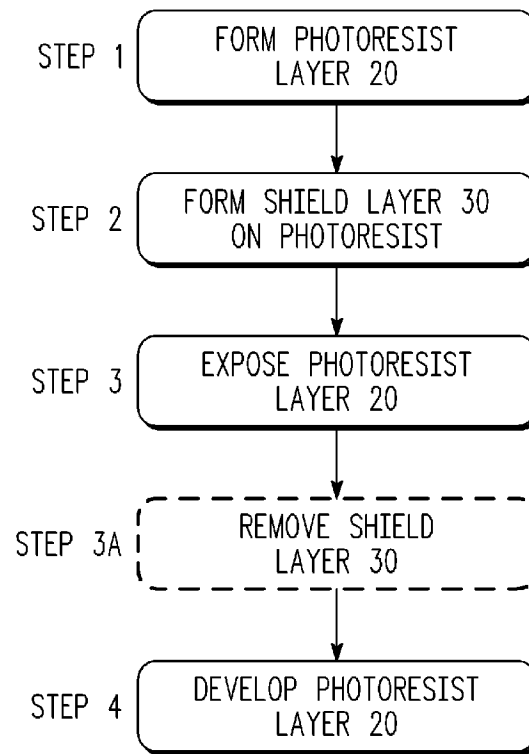 STEP 1
FORM PHOTORESIST
LAYER 20
STEP 2
FORM SHIELD LAYER 30
ON PHOTORESIST
STEP 3
EXPOSE PHOTORESIST
LAYER 20
STEP 3A
REMOVE SHIELD
LAYER 30
STEP 4
DEVELOP PHOTORESIST
LAYER 20